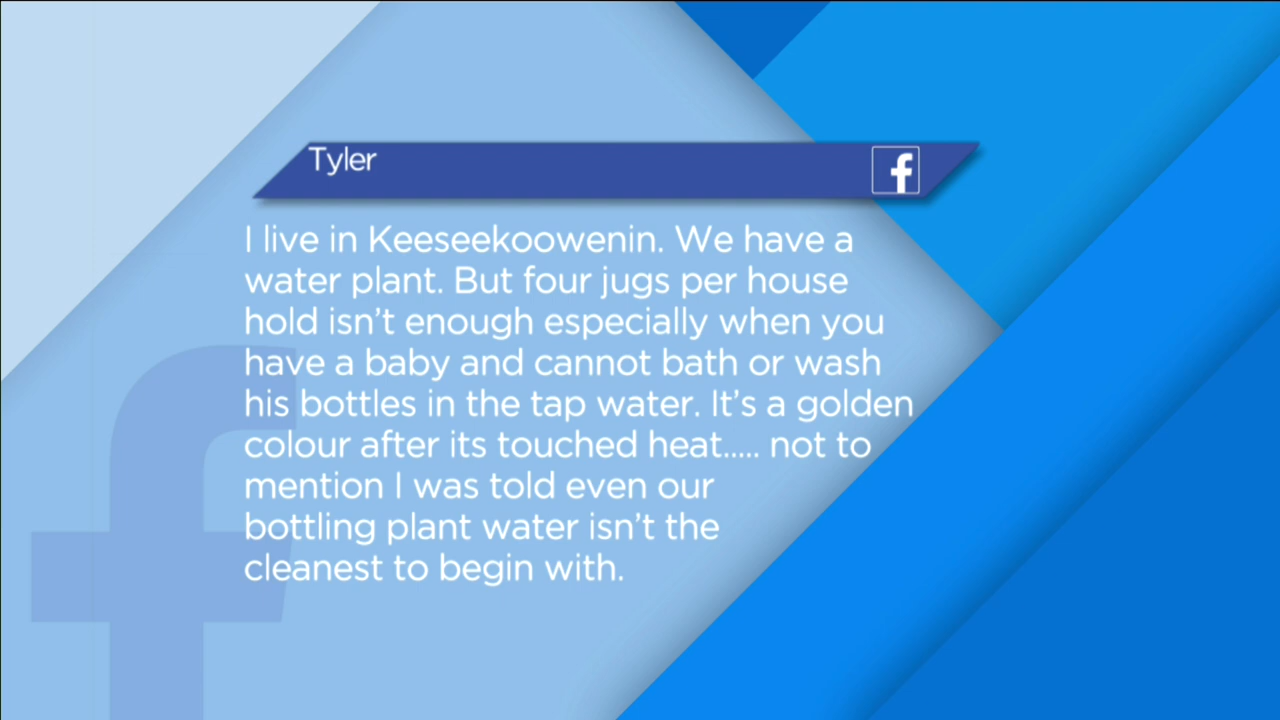 Tyler
I live in Keeseekoowenin. We have a
water plant. But four jugs per house
hold isn't enough especially when you
have a baby and cannot bath or wash
his bottles in the tap water. It's a golden
colour after its touched heat..... not to
mention I was told even our
bottling plant water isn't the
cleanest to begin with.